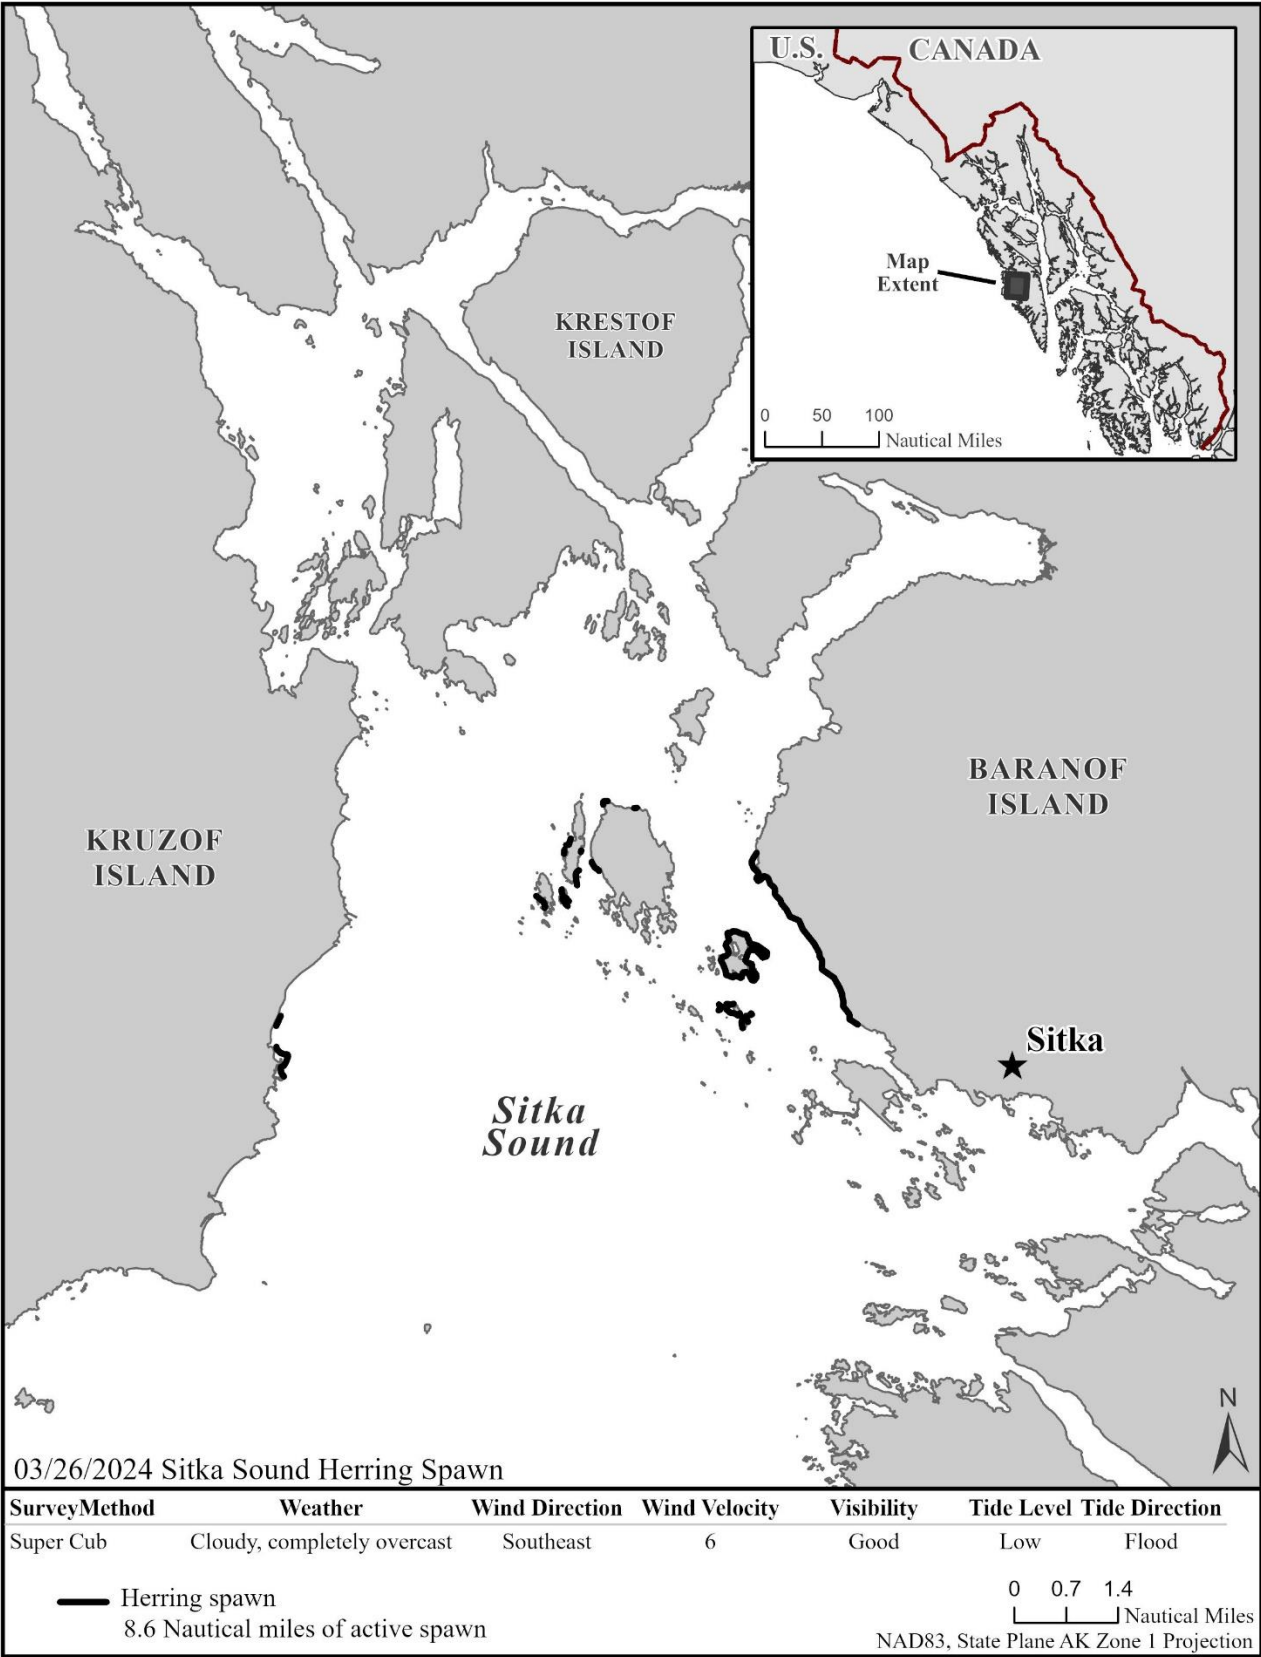 U.S.
CANADA
Map
Extent
0 50 100
Nautical Miles
KRESTOF
ISLAND
BARANOF
ISLAND
KRUZOF
ISLAND
Sitka
Sitka
Sound
N
03/26/2024 Sitka Sound Herring Spawn
SurveyMethod Weather Wind Direction Wind Velocity Visibility Tide Level Tide Direction
Super Cub Cloudy, completely overcast Southeast 6 Good Low Flood
Herring spawn
8.6 Nautical miles of active spawn
0 0.7 1.4
Nautical Miles
NAD83, State Plane AK Zone 1 Projection